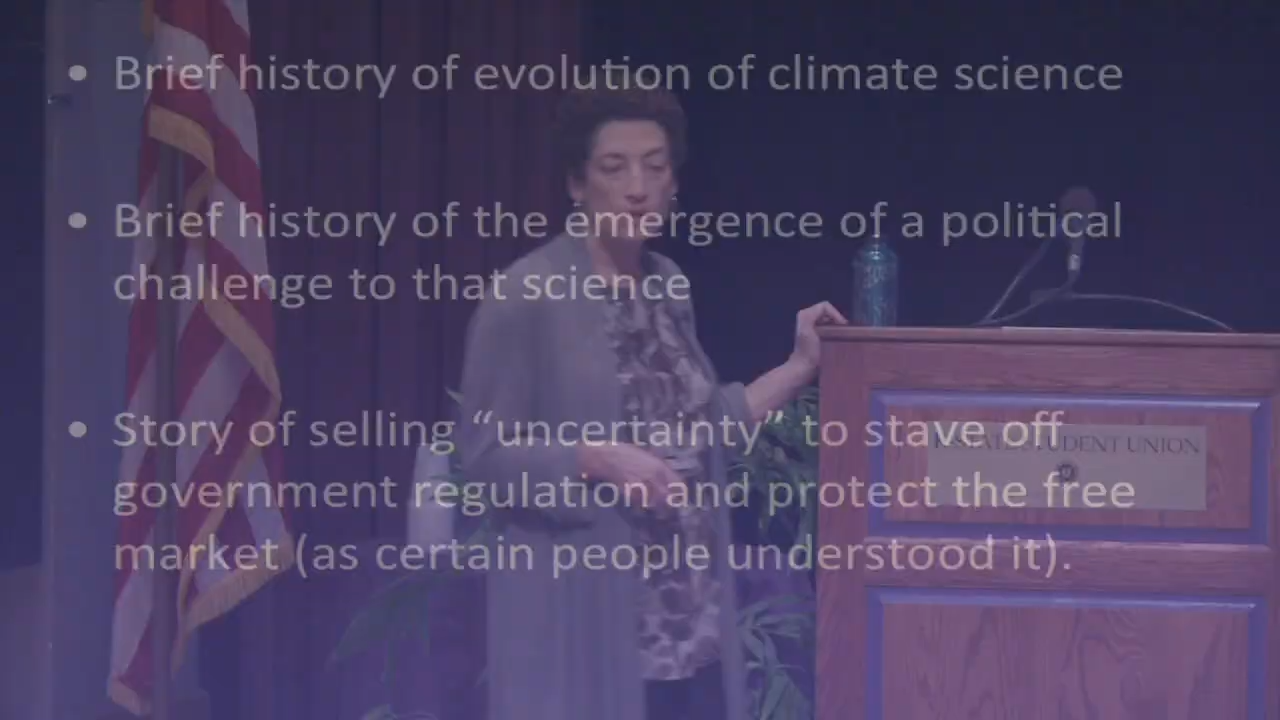 • Brief history of evolution of climate science
• Brief history of the emergence of a political
challenge to that science
• Story of selling “uncertainty” to stave off
government regulation and protect the free
market (as certain people understood it).
STUDENT UNION